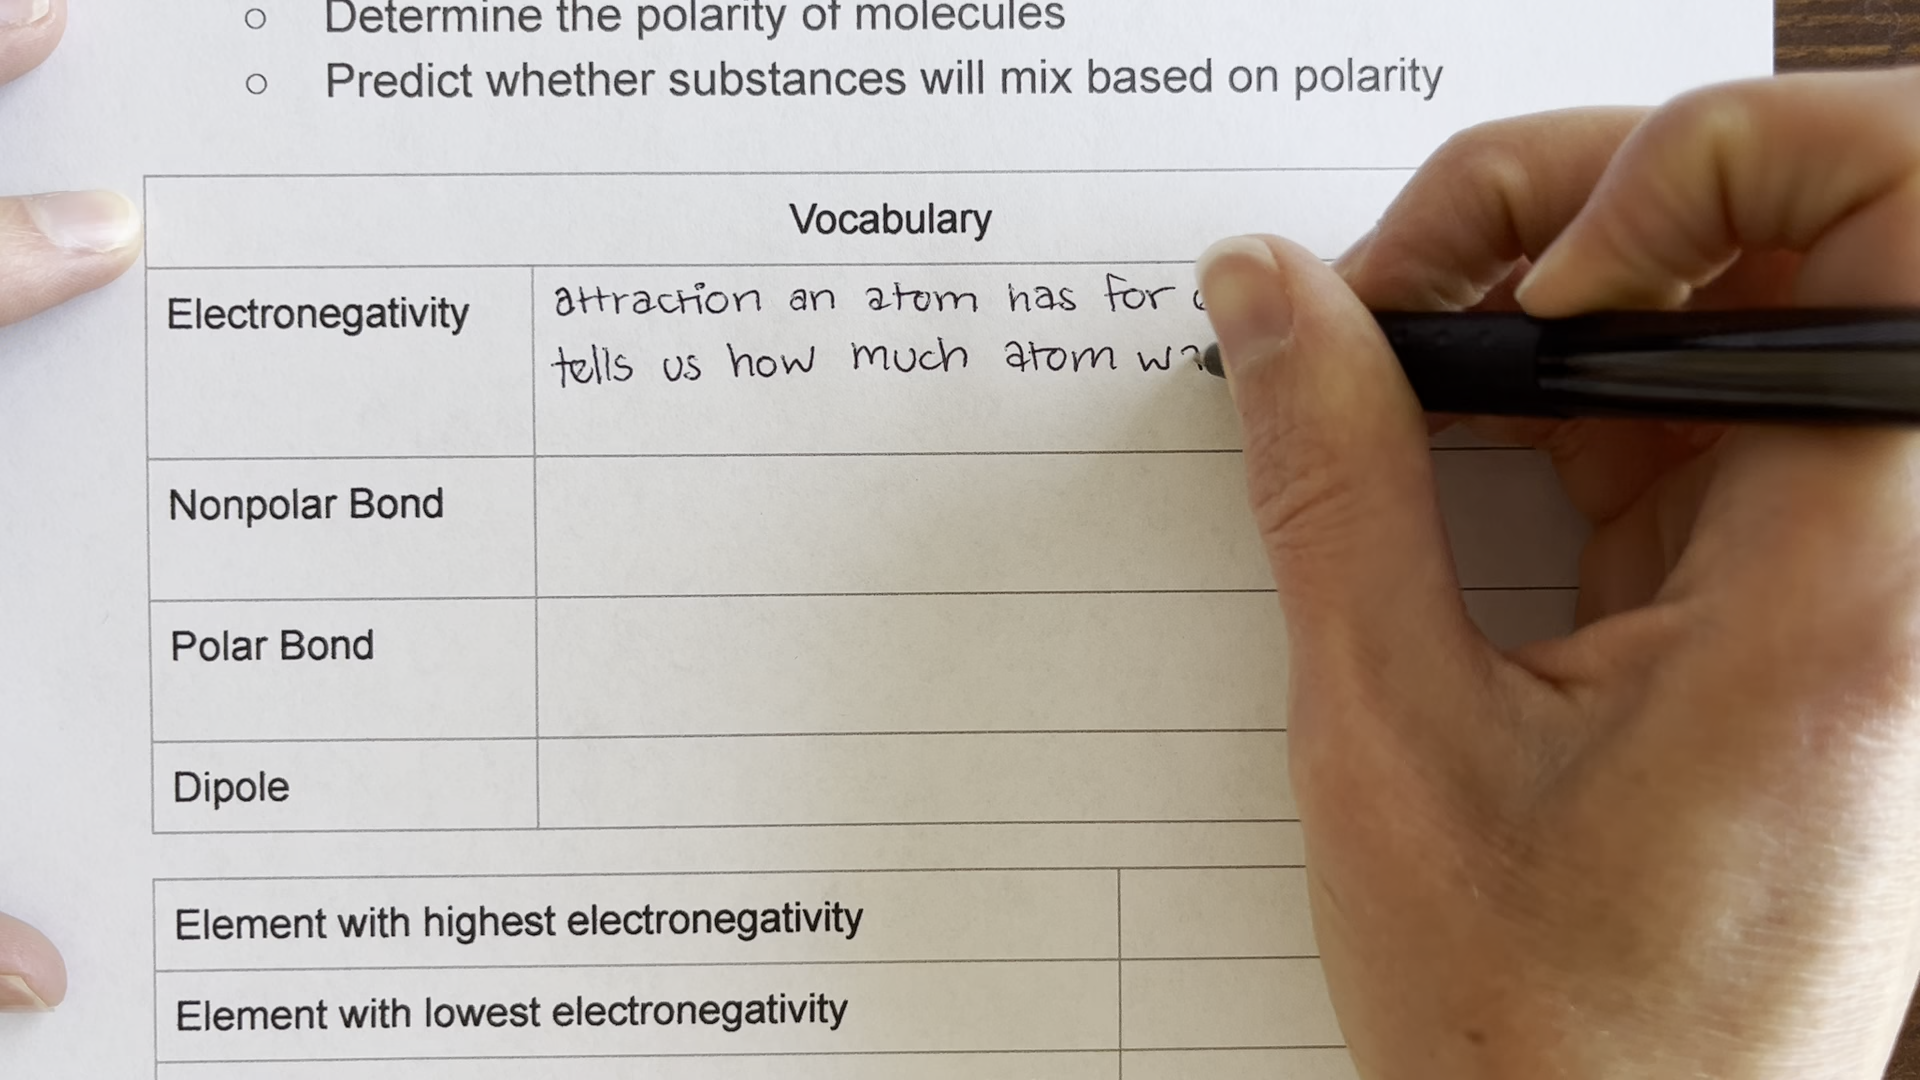 Determine the polarity of molecules
Predict whether substances will mix based on polarity
Vocabulary
Electronegativity
attraction an atom has for
tells us how much atom
Nonpolar Bond
Polar Bond
Dipole
Element with highest electronegativity
Element with lowest electronegativity